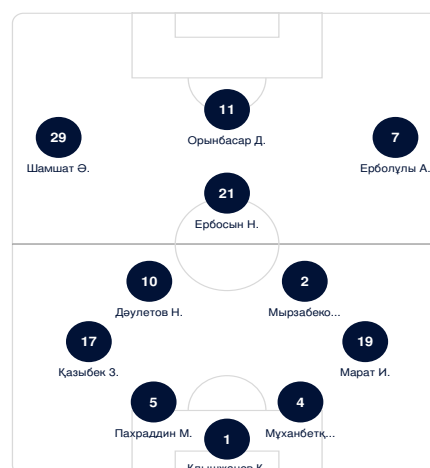 11
Орынбасар Д.
29
Шамшат Ә.
7
Ерболұлы А.
21
Ербосын Н.
10
Дәулетов Н.
2
Мырзабеко...
17
Қазыбек З.
19
Марат И.
5
Пахраддин М.
4
Мұханбетқ...
1